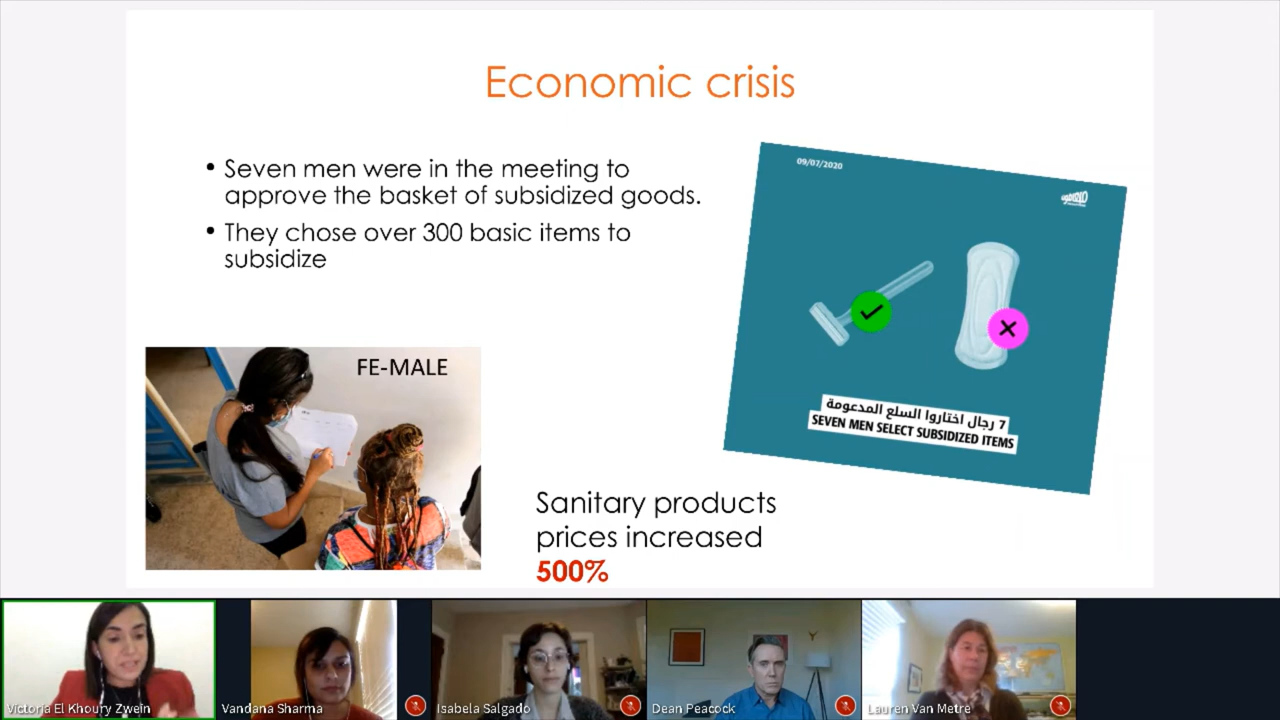 Economic crisis
• Seven men were in the meeting to
approve the basket of subsidized goods.
• They chose over 300 basic items to
subsidize
09/07/2020
7 رجال اختاروا السلع المدعومة
SEVEN MEN SELECT SUBSIDIZED ITEMS
FE-MALE
Sanitary products
prices increased
500%
Victoria El Khoury Zwein
Vandana Sharma
Isabela Salgado
Dean Peacock
Lauren Van Metre